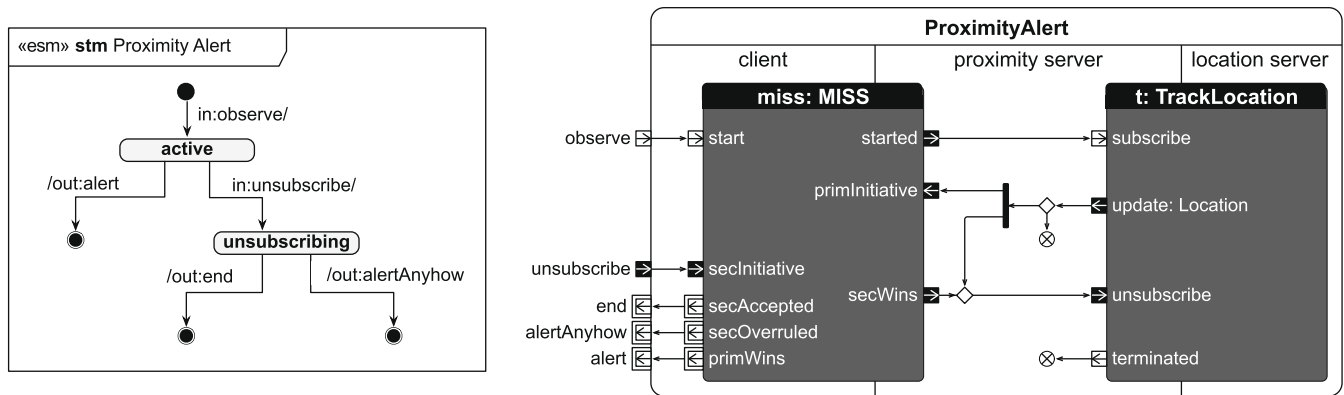 «esm» stm Proximity Alert
in:observe/
active
/out:alert
in:unsubscribe/
unsubscribing
/out:end
/out:alertAnyhow
ProximityAlert
client
proximity server
location server
miss: MISS
t: TrackLocation
observe
start
started
subscribe
primInitiative
update: Location
unsubscribe
secInitiative
secWins
unsubscribe
end
secAccepted
alertAnyhow
secOverruled
alert
primWins
terminated